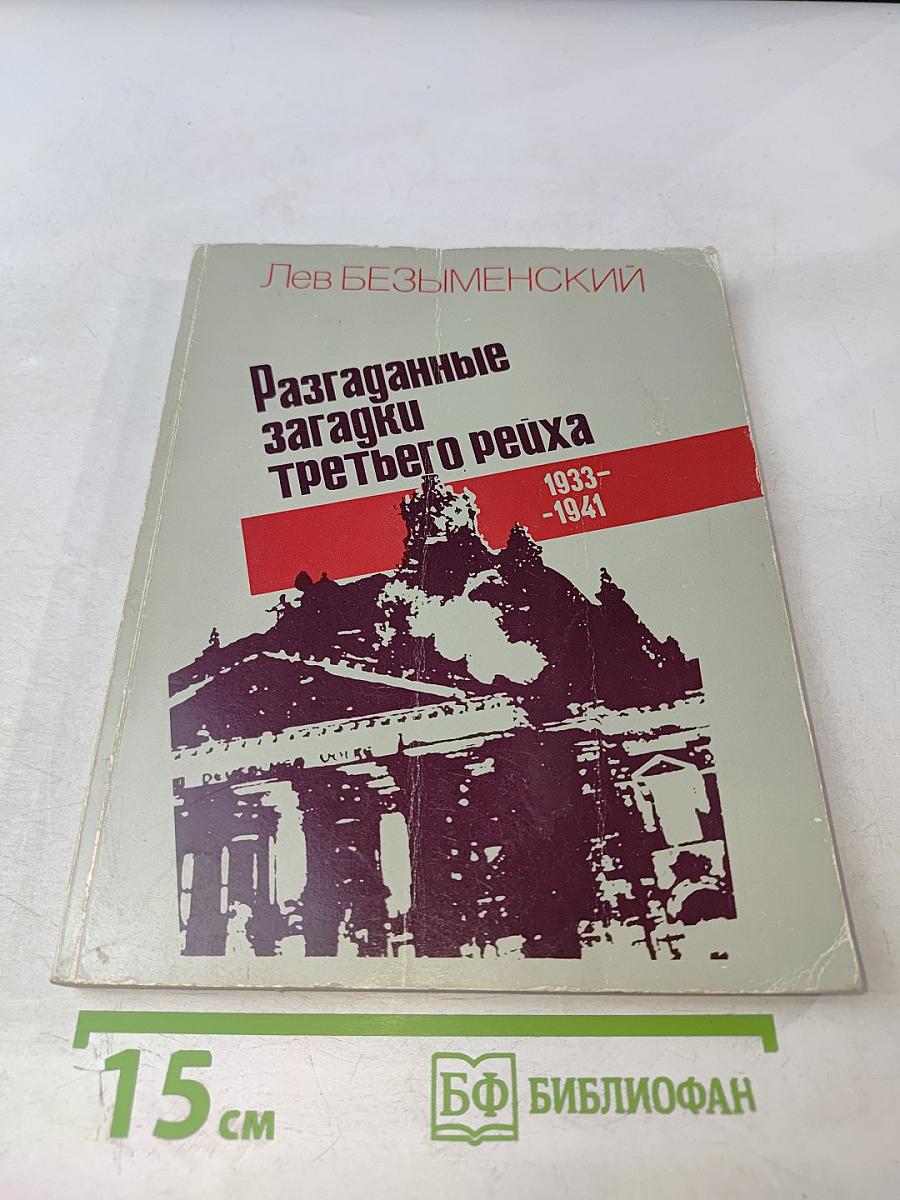 Лев БЕЗЫМЕНСКИЙ
Разгаданные
загадки
третьего рейха
1933-
-1941
15 см
БФ БИБЛИОФАН